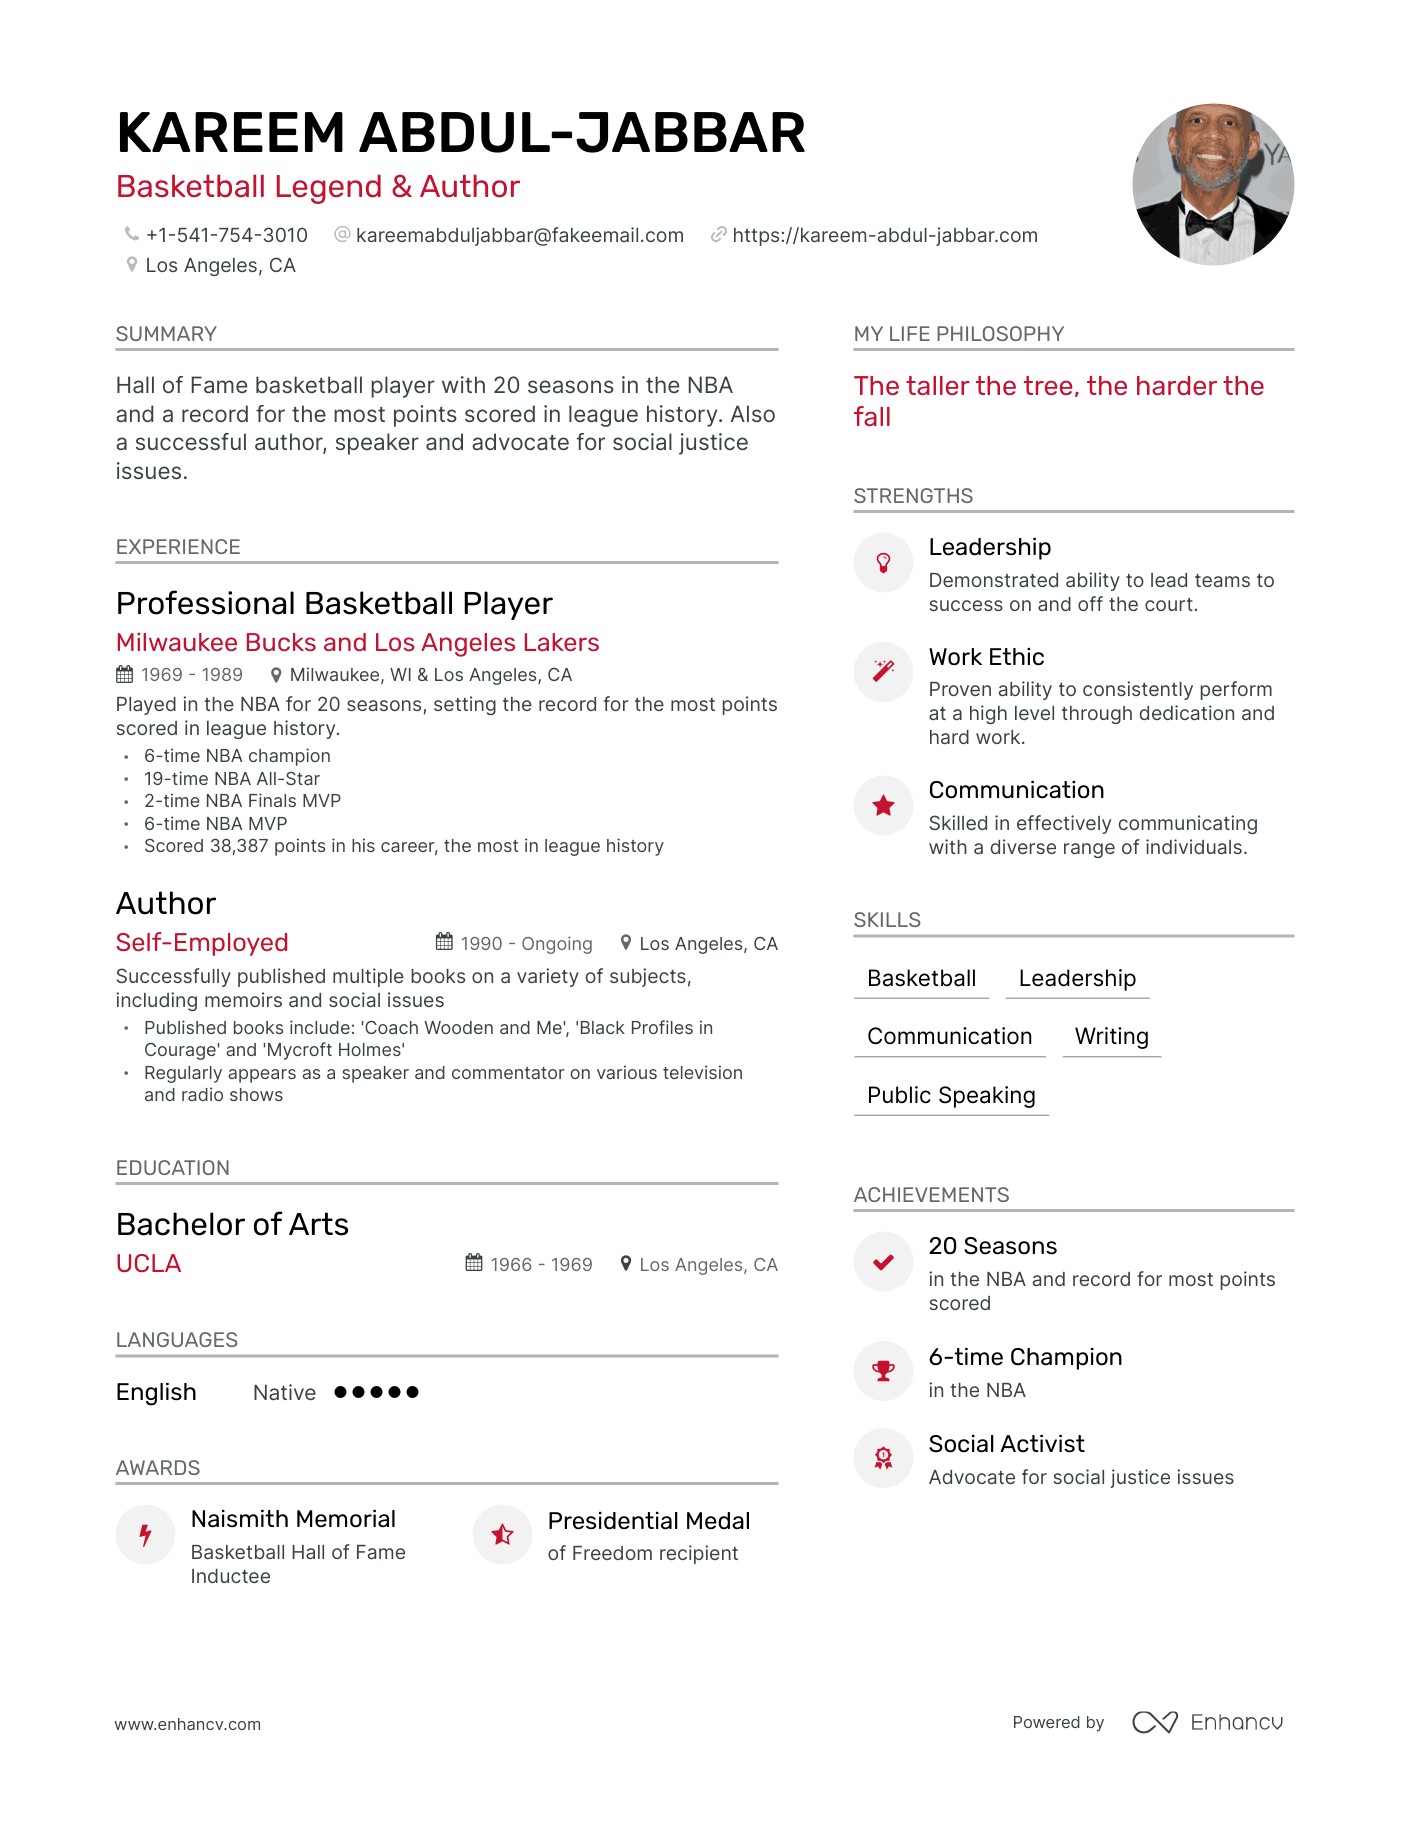 KAREEM ABDUL-JABBAR
Basketball Legend & Author
+1-541-754-3010 kareemabduljabbar@fakeemail.com https://kareem-abdul-jabbar.com
Los Angeles, CA
SUMMARY
Hall of Fame basketball player with 20 seasons in the NBA
and a record for the most points scored in league history. Also
a successful author, speaker and advocate for social justice
issues.
EXPERIENCE
Professional Basketball Player
Milwaukee Bucks and Los Angeles Lakers
1969 - 1989 Milwaukee, WI & Los Angeles, CA
Played in the NBA for 20 seasons, setting the record for the most points
scored in league history.
• 6-time NBA champion
• 19-time NBA All-Star
• 2-time NBA Finals MVP
• 6-time NBA MVP
• Scored 38,387 points in his career, the most in league history
Author
Self-Employed 1990 - Ongoing Los Angeles, CA
Successfully published multiple books on a variety of subjects,
including memoirs and social issues
• Published books include: 'Coach Wooden and Me', 'Black Profiles in
Courage' and 'Mycroft Holmes'
• Regularly appears as a speaker and commentator on various television
and radio shows
EDUCATION
Bachelor of Arts
UCLA 1966 - 1969 Los Angeles, CA
LANGUAGES
English Native
AWARDS
Naismith Memorial
Basketball Hall of Fame
Inductee
Presidential Medal
of Freedom recipient
YA
MY LIFE PHILOSOPHY
The taller the tree, the harder the
fall
STRENGTHS
Leadership
Demonstrated ability to lead teams to
success on and off the court.
Work Ethic
Proven ability to consistently perform
at a high level through dedication and
hard work.
Communication
Skilled in effectively communicating
with a diverse range of individuals.
SKILLS
Basketball Leadership
Communication Writing
Public Speaking
ACHIEVEMENTS
20 Seasons
in the NBA and record for most points
scored
6-time Champion
in the NBA
Social Activist
Advocate for social justice issues
www.enhancv.com
Powered by Enhancv